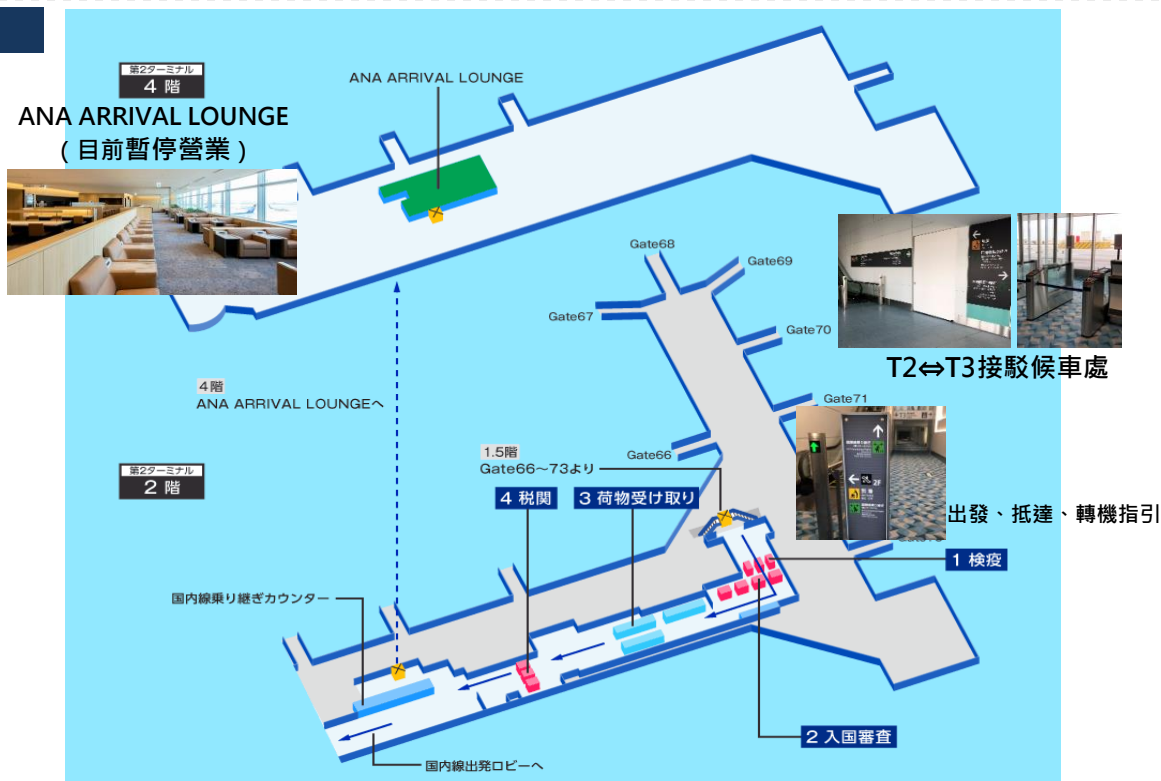 第2ターミナル
4 階
ANA ARRIVAL LOUNGE
ANA ARRIVAL LOUNGE
(目前暫停營業)
Gate68
Gate69
Gate67
Gate70
T2⇔T3接駁候車處
4階
ANA ARRIVAL LOUNGEへ
Gate71
1.5階
Gate66～73より
Gate66
第2ターミナル
2 階
4 税関
3 荷物受け取り
2F
出發、抵達、轉機指引
1 検疫
国内線乗り継ぎカウンター
2 入国審査
国内線出発ロビーへ